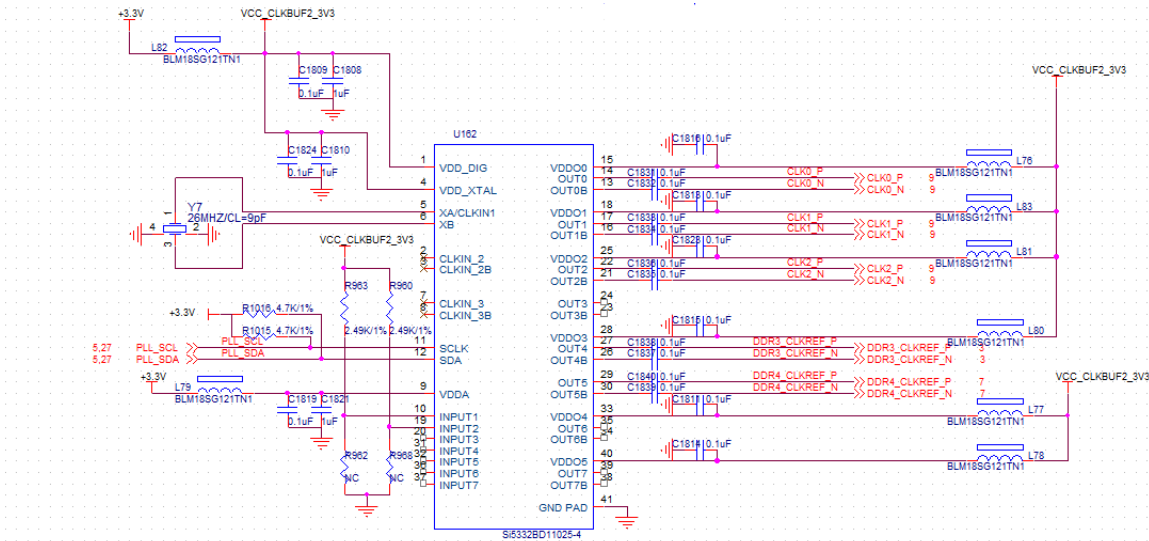 +3.3V
VCC_CLKBUF2_3V3
L82
BLM18SG121TN1
C1809 C1808
0.1uF 1uF
C1824 C1810
0.1uF 1uF
Y7
26MHZ/CL=9pF
1
4 2
3
VCC_CLKBUF2_3V3
R963 R960
2.49K/1% 2.49K/1%
+3.3V
R1016 4.7K/1%
R1015 4.7K/1%
5,27 PLL_SCL PLL_SCL
5,27 PLL_SDA PLL_SDA
+3.3V
L79
BLM18SG121TN1
C1819 C1821
0.1uF 1uF
R962 R968
NC NC
U162
1 VDD_DIG
4 VDD_XTAL
5 XA/CLKIN1
6 XB
2 CLKIN_2
3 CLKIN_2B
7 CLKIN_3
8 CLKIN_3B
11 SCLK
12 SDA
9 VDDA
10 INPUT1
19 INPUT2
20 INPUT3
31 INPUT4
32 INPUT5
36 INPUT6
37 INPUT7
VDDO0 15
OUT0 14
OUT0B 13
VDDO1 18
OUT1 17
OUT1B 16
VDDO2 25
OUT2 22
OUT2B 21
OUT3 24
OUT3B 23
VDDO3 28
OUT4 27
OUT4B 26
OUT5 29
OUT5B 30
VDDO4 33
OUT6 35
OUT6B 34
VDDO5 40
OUT7 39
OUT7B 38
GND PAD 41
Si5332BD11025-4
C1816 0.1uF
C1831 0.1uF CLK0_P CLK0_P 9
C1832 0.1uF CLK0_N CLK0_N 9
C1813 0.1uF
C1833 0.1uF CLK1_P CLK1_P 9
C1834 0.1uF CLK1_N CLK1_N 9
C1823 0.1uF
C1836 0.1uF CLK2_P CLK2_P 9
C1835 0.1uF CLK2_N CLK2_N 9
C1815 0.1uF
C1838 0.1uF DDR3_CLKREF_P DDR3_CLKREF_P 3
C1837 0.1uF DDR3_CLKREF_N DDR3_CLKREF_N 3
C1840 0.1uF DDR4_CLKREF_P DDR4_CLKREF_P 7
C1839 0.1uF DDR4_CLKREF_N DDR4_CLKREF_N 7
C1811 0.1uF
C1814 0.1uF
VCC_CLKBUF2_3V3
L76
BLM18SG121TN1
L83
BLM18SG121TN1
L81
BLM18SG121TN1
L80
BLM18SG121TN1
VCC_CLKBUF2_3V3
L77
BLM18SG121TN1
L78
BLM18SG121TN1